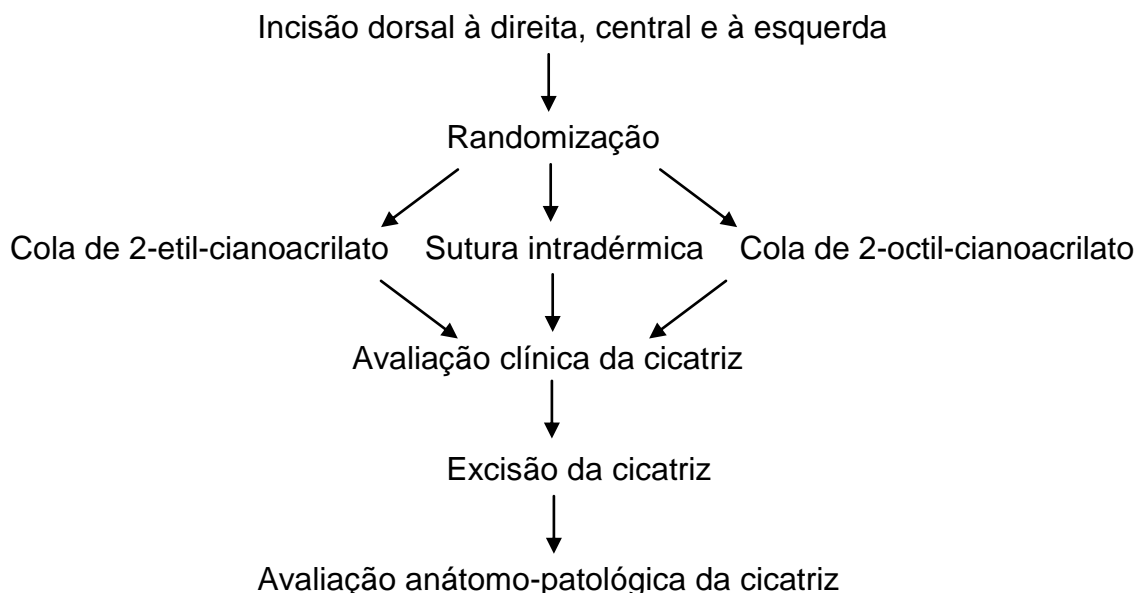 Incisão dorsal à direita, central e à esquerda
Randomização
Cola de 2-etil-cianoacrilato Sutura intradérmica Cola de 2-octil-cianoacrilato
Avaliação clínica da cicatriz
Excisão da cicatriz
Avaliação anátomo-patológica da cicatriz